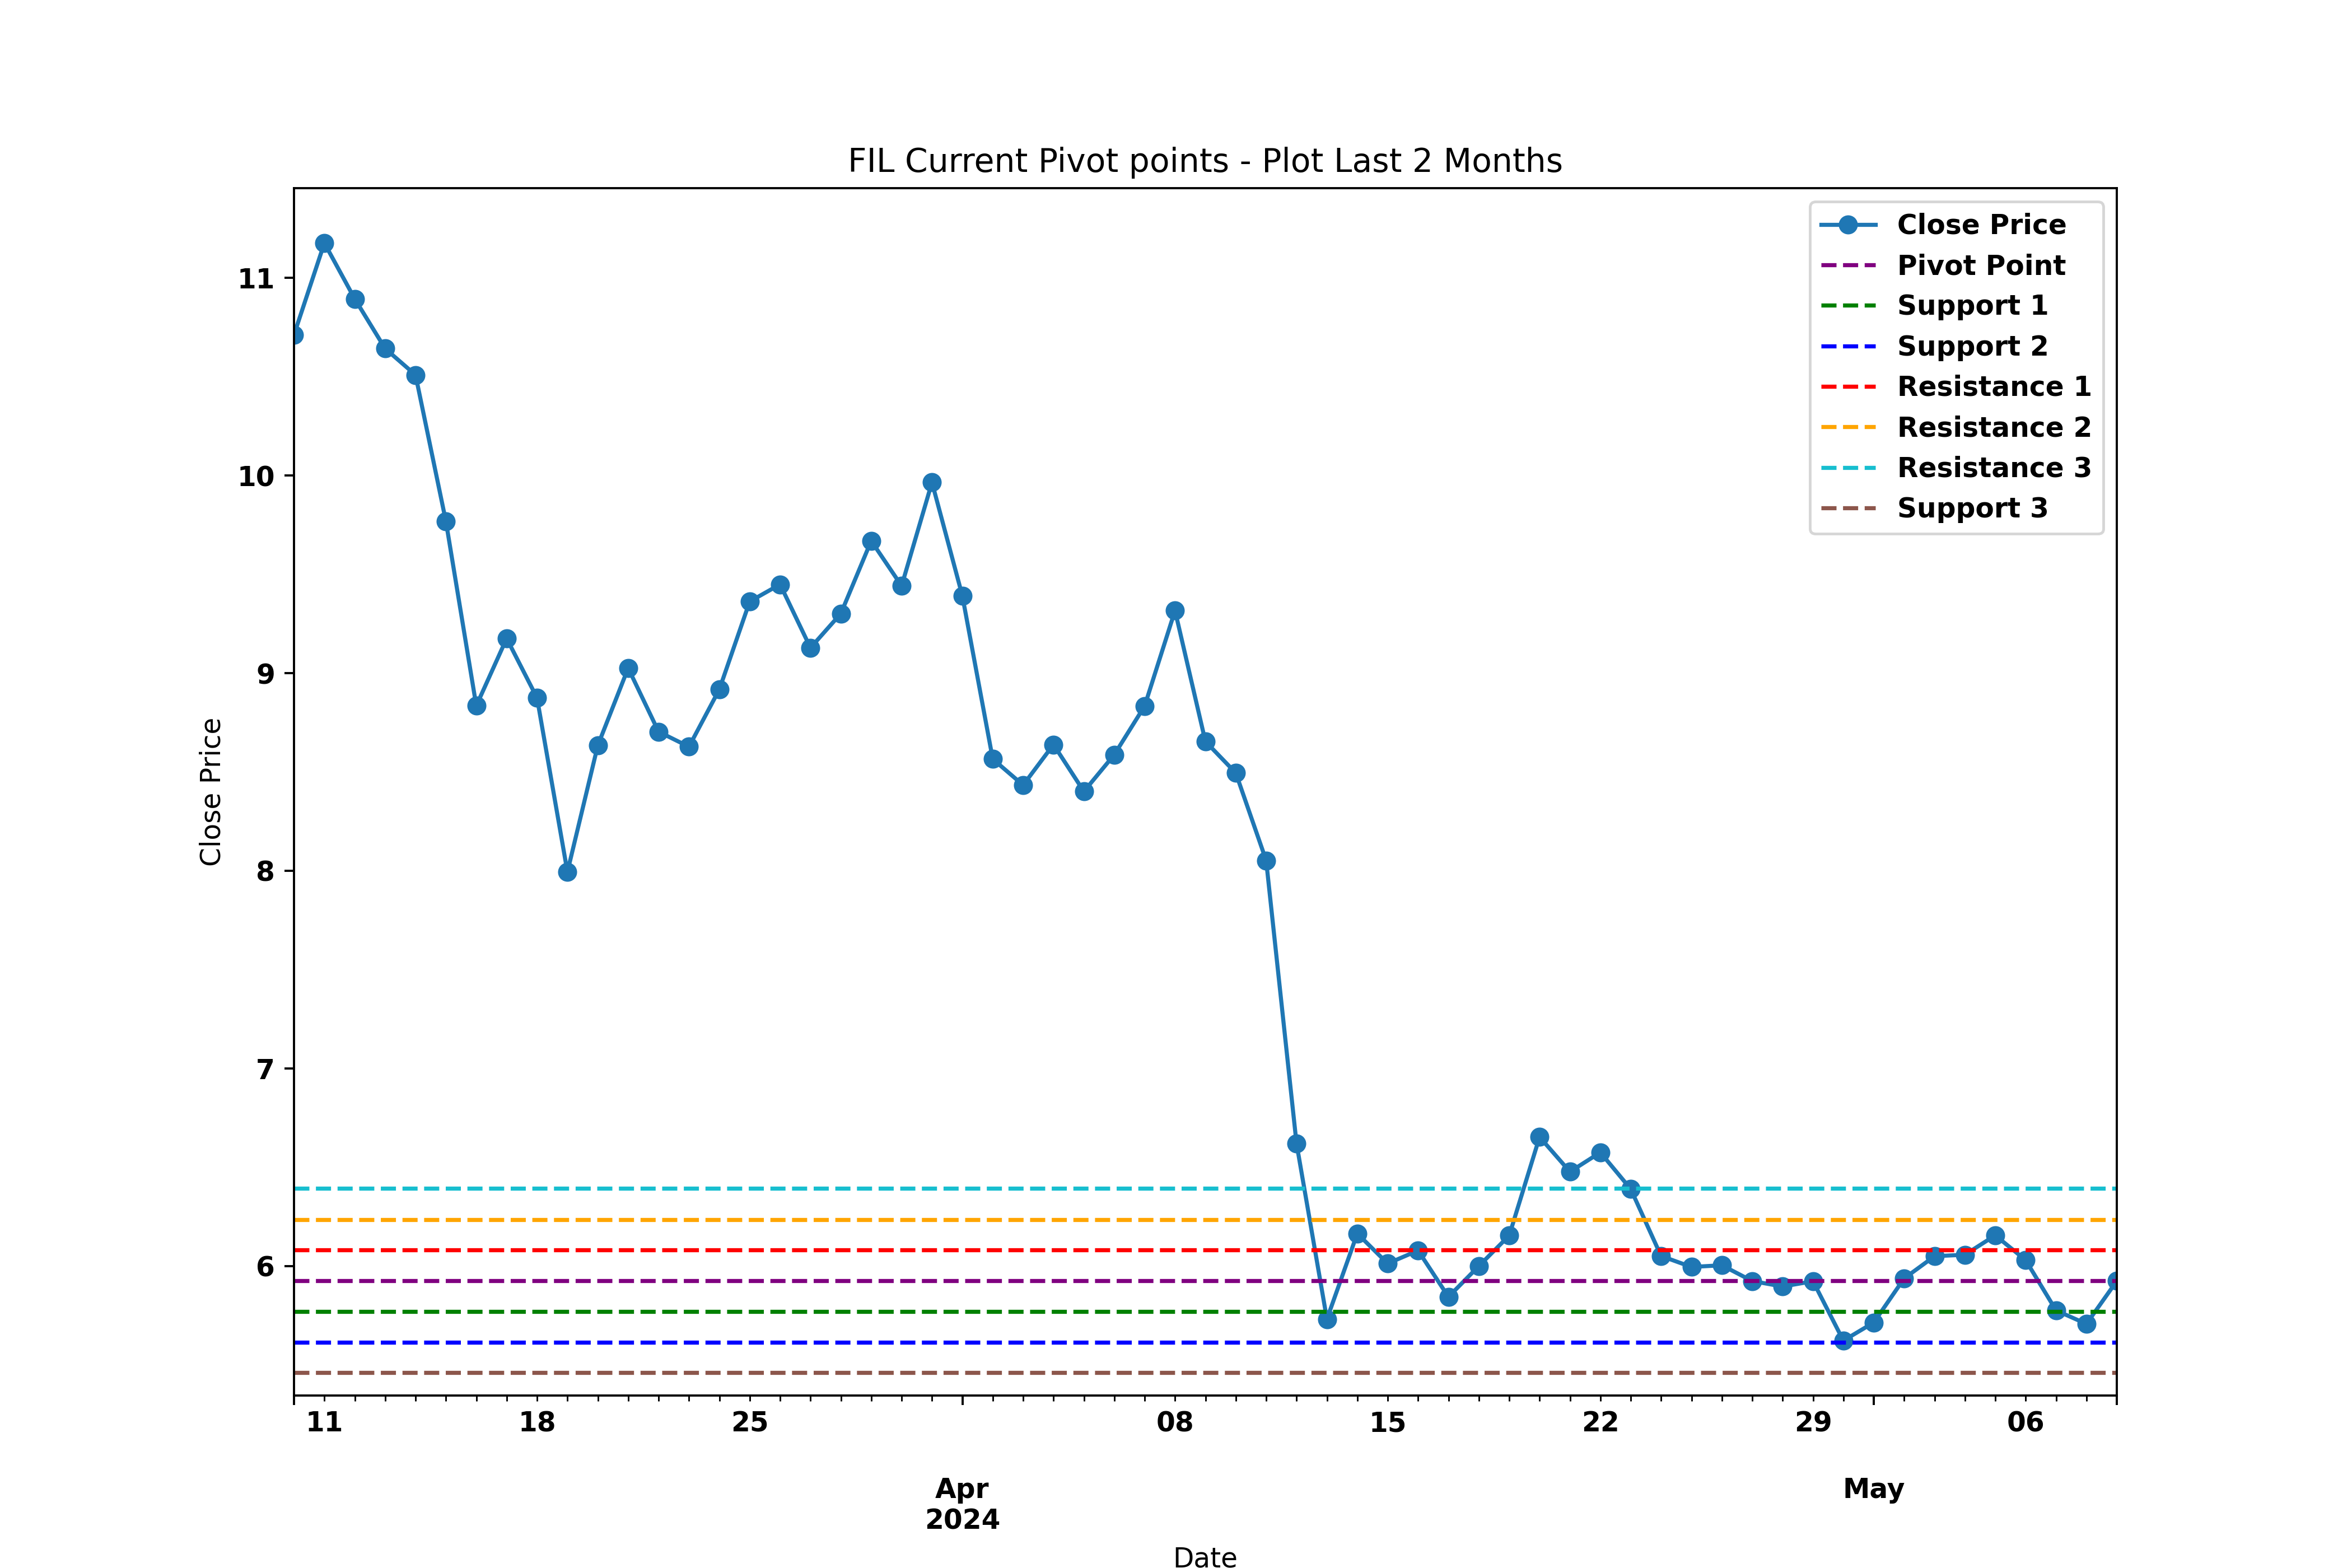 FIL Current Pivot points - Plot Last 2 Months
Close Price
Pivot Point
Support 1
Support 2
Resistance 1
Resistance 2
Resistance 3
Support 3
11
10
9
8
7
6
Close Price
11
18
25
08
15
22
29
06
Apr
2024
May
Date